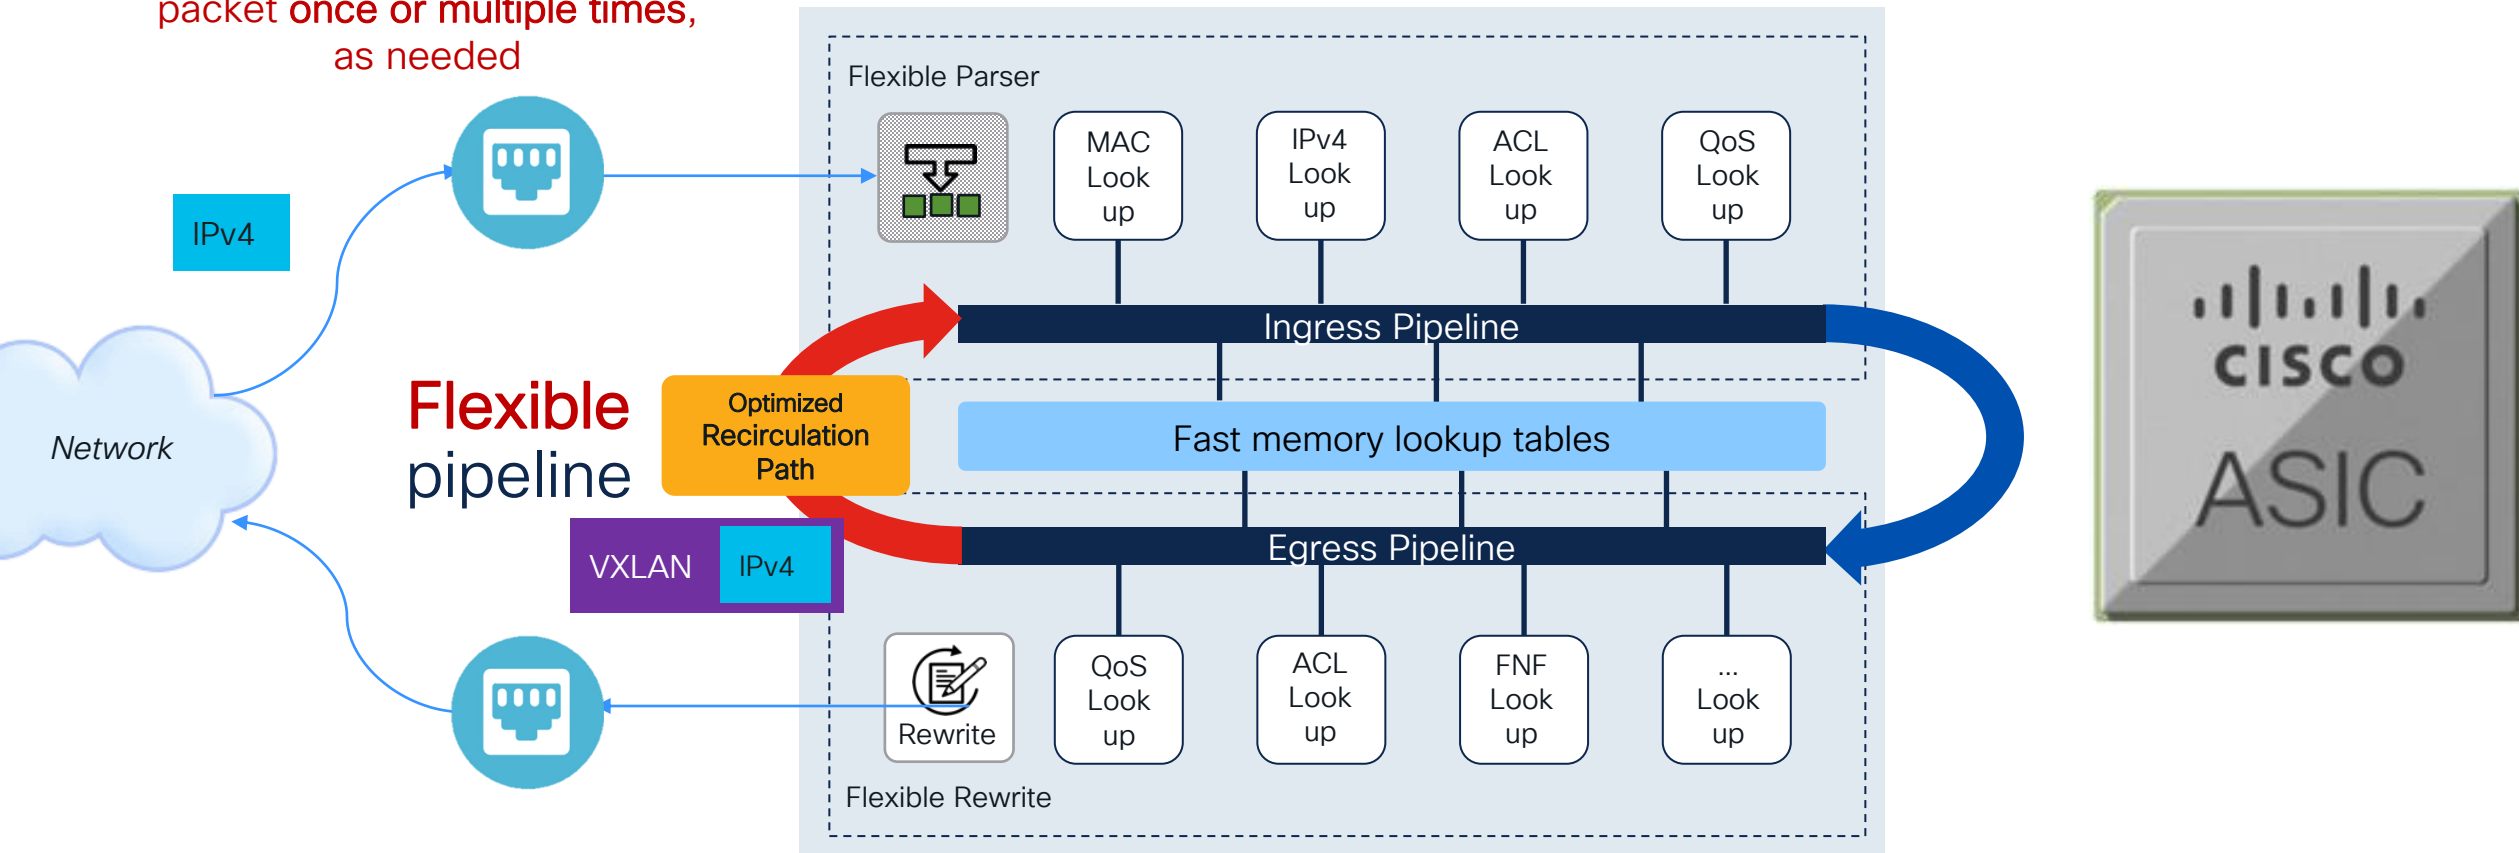 packet once or multiple times,
as needed
Flexible Parser
MAC
Look
up
IPv4
Look
up
ACL
Look
up
QoS
Look
up
IPv4
Ingress Pipeline
CISCO
ASIC
Flexible
pipeline
Optimized
Recirculation
Path
Fast memory lookup tables
Network
VXLAN
IPv4
Egress Pipeline
Rewrite
QoS
Look
up
ACL
Look
up
FNF
Look
up
...
Look
up
Flexible Rewrite